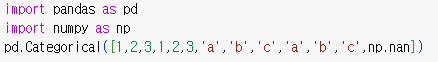 import pandas as pd
import numpy as np
pd.Categorical([1,2,3,1,2,3,'a','b','c','a','b','c',np.nan])